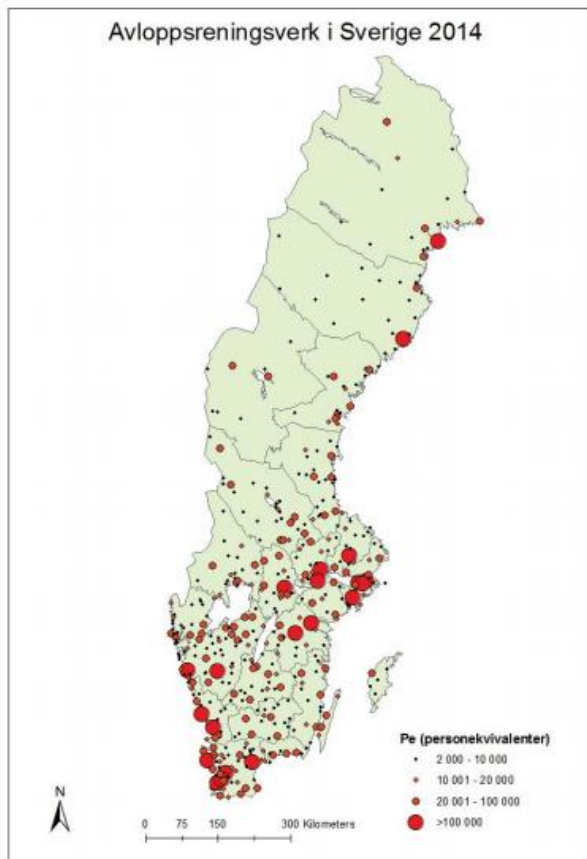 Avloppsreningsverk i Sverige 2014
Pe (personekvivalenter)
2 000 - 10 000
10 001 - 20 000
20 001 - 100 000
>100 000
N
0 75 150 300 Kilometers